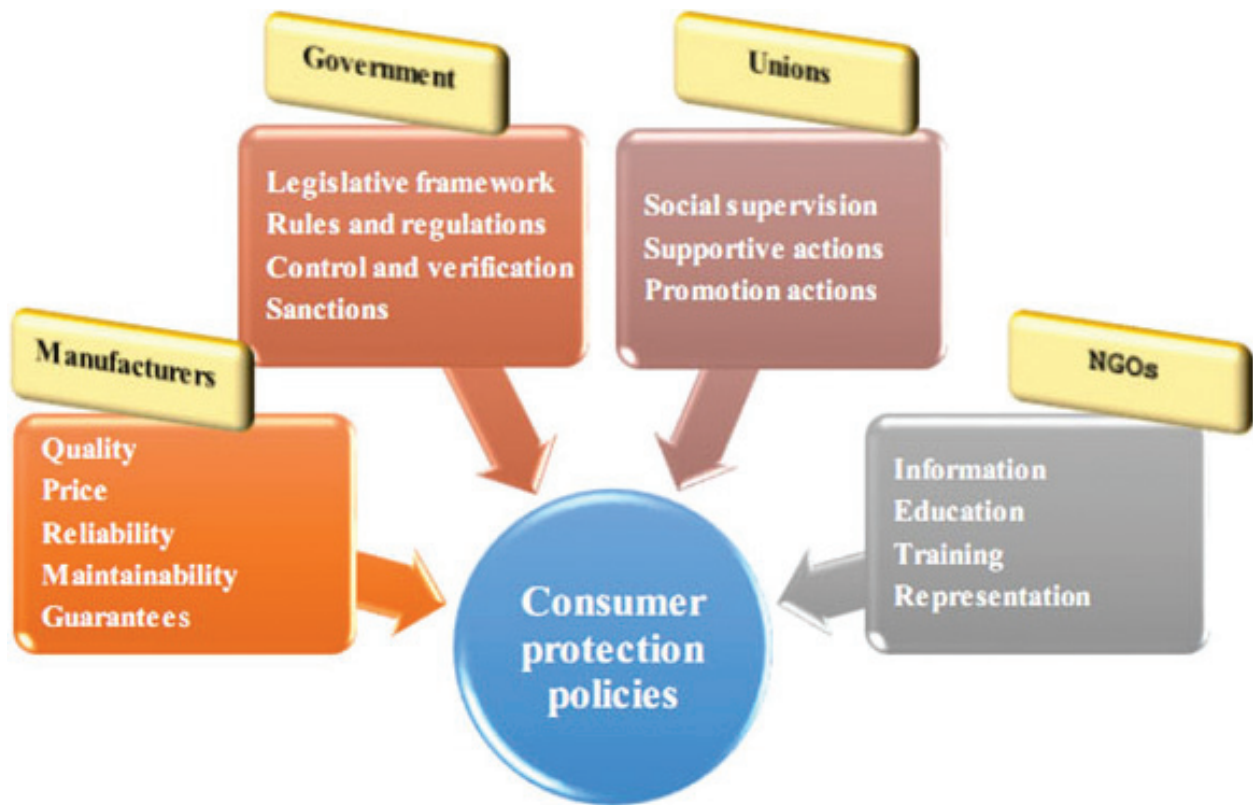 Government
Legislative framework
Rules and regulations
Control and verification
Sanctions
Unions
Social supervision
Supportive actions
Promotion actions
Manufacturers
Quality
Price
Reliability
Maintainability
Guarantees
NGOs
Information
Education
Training
Representation
Consumer
protection
policies